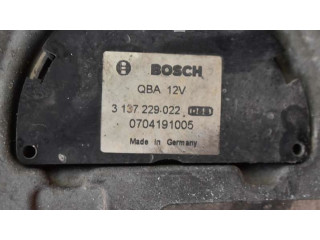 BOSCH
QBA 12V
3 137 229-022
0704191005
Made in Germany